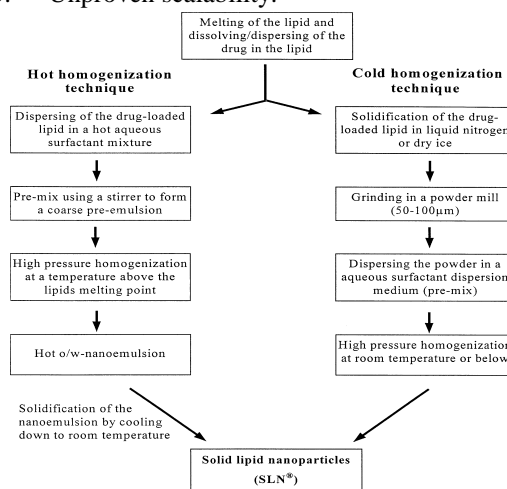 Unproven scalability.
Melting of the lipid and
dissolving/dispersing of the
drug in the lipid
Hot homogenization
technique
Dispersing of the drug-loaded
lipid in a hot aqueous
surfactant mixture
Pre-mix using a stirrer to form
a coarse pre-emulsion
High pressure homogenization
at a temperature above the
lipids melting point
Hot o/w-nanoemulsion
Solidification of the
nanoemulsion by cooling
down to room temperature
Cold homogenization
technique
Solidification of the drug-
loaded lipid in liquid nitrogen
or dry ice
Grinding in a powder mill
(50-100µm)
Dispersing the powder in a
aqueous surfactant dispersion
medium (pre-mix)
High pressure homogenization
at room temperature or below
Solid lipid nanoparticles
(SLN®)